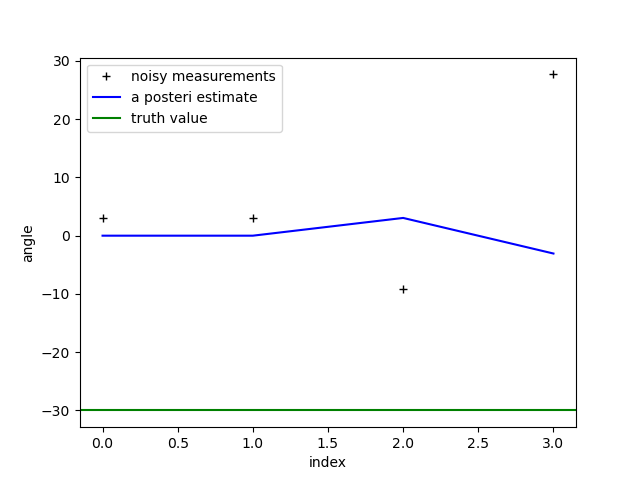 30
20
10
0
−10
−20
−30
angle
noisy measurements
a posteri estimate
truth value
0.0 0.5 1.0 1.5 2.0 2.5 3.0
index